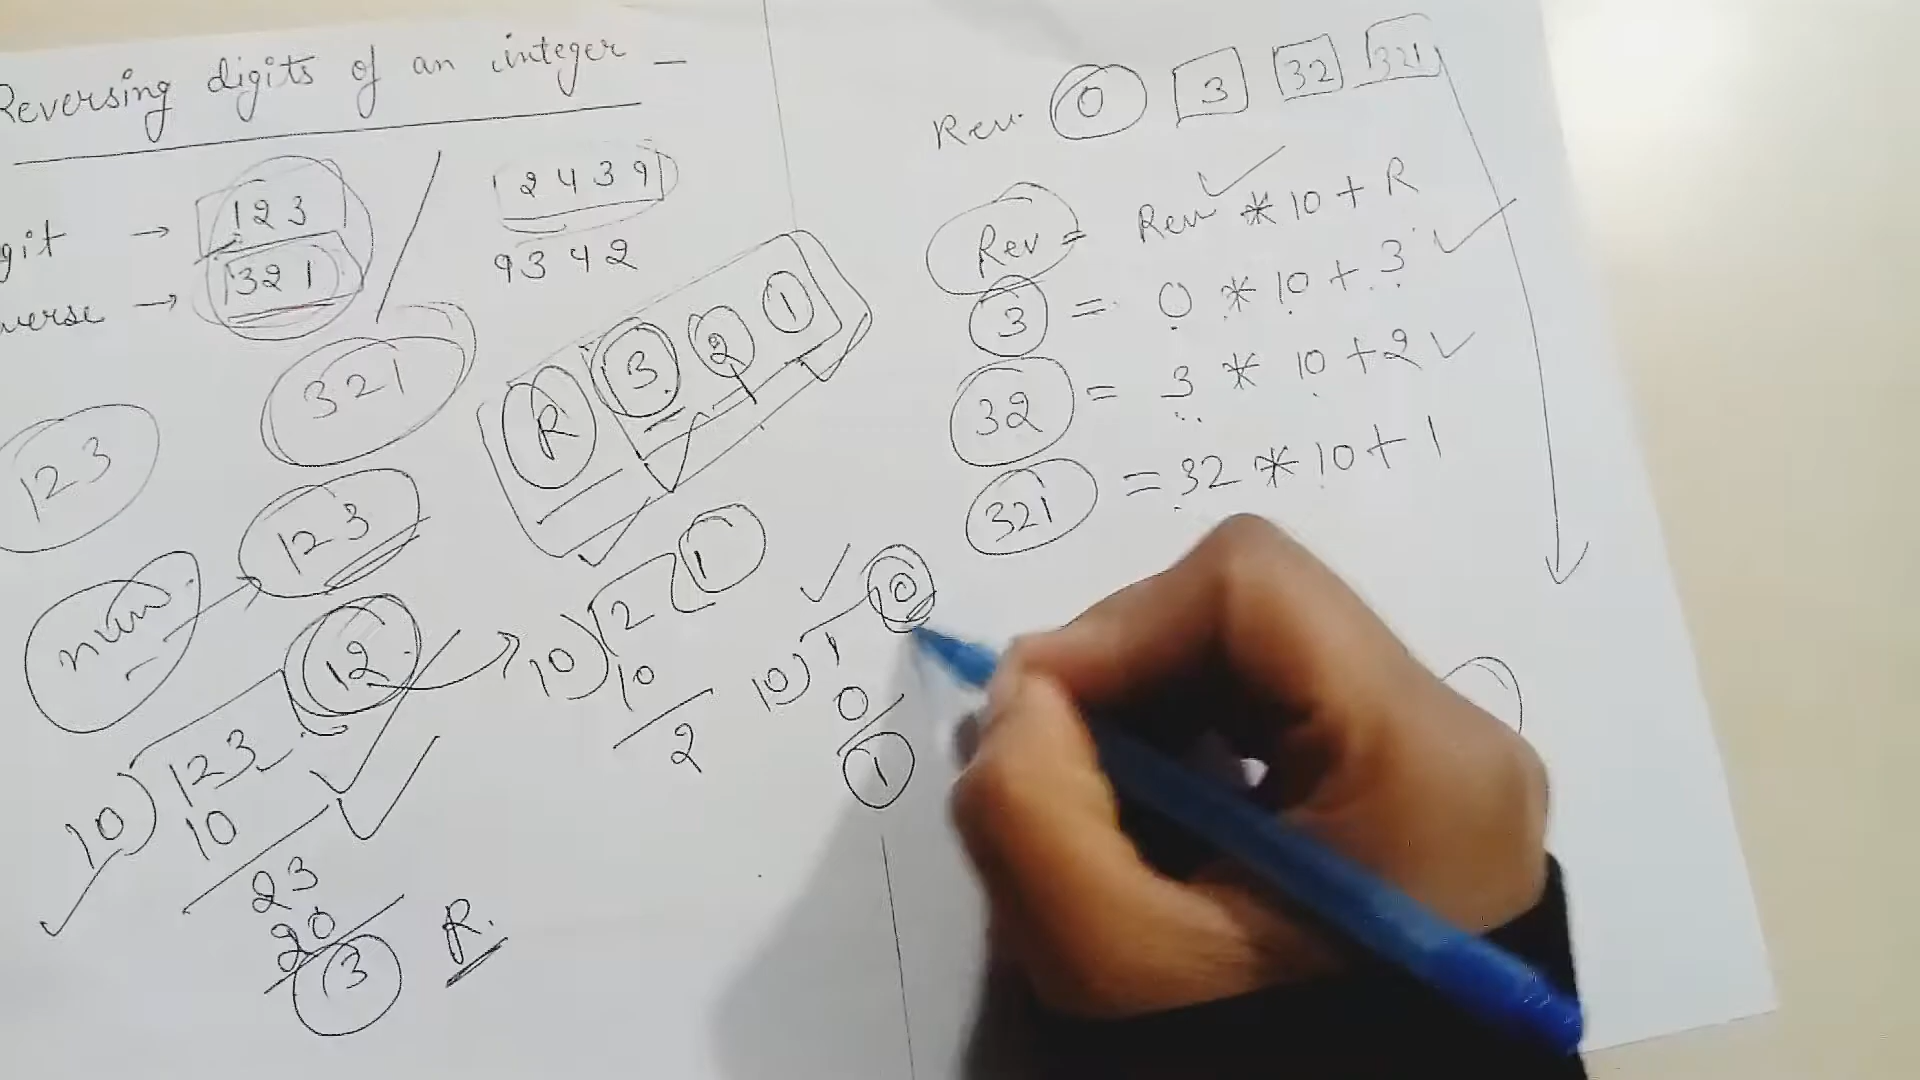 Reversing digits of an integer —
git → 123
verse → 321
2439
9342
321
123
123
num
R 3 2 1
10) 123 12
10
23
20
3
R.
10) 2 1
10
2
10) 1 0
0
1
Rev. 0 3 32 321
Rev = Rev * 10 + R
3 = 0 * 10 + 3
32 = 3 * 10 + 2
321 = 32 * 10 + 1